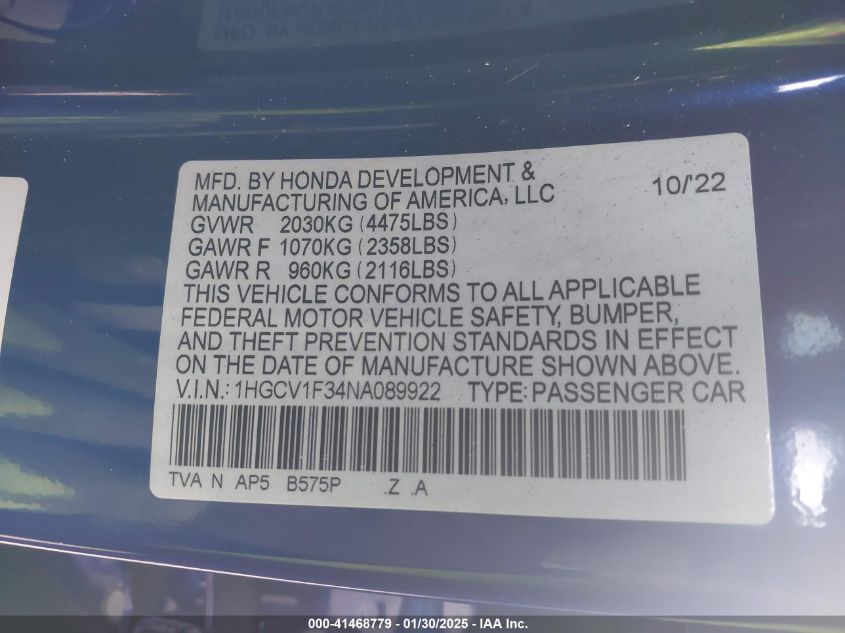 MFD. BY HONDA DEVELOPMENT &
MANUFACTURING OF AMERICA, LLC 10/'22
GVWR 2030KG (4475LBS)
GAWR F 1070KG (2358LBS)
GAWR R 960KG (2116LBS)
THIS VEHICLE CONFORMS TO ALL APPLICABLE
FEDERAL MOTOR VEHICLE SAFETY, BUMPER,
AND THEFT PREVENTION STANDARDS IN EFFECT
ON THE DATE OF MANUFACTURE SHOWN ABOVE.
V.I.N.: 1HGCV1F34NA089922 TYPE: PASSENGER CAR
TVA N AP5 B575P .Z .A
000-41468779 — 01/30/2025 — IAA Inc.